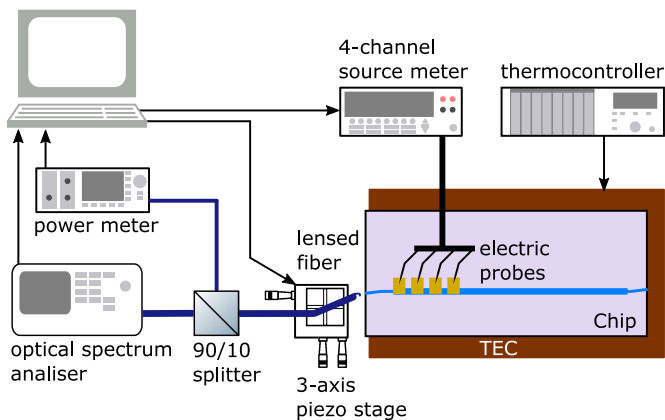 4-channel
source meter
thermocontroller
power meter
lensed
fiber
electric
probes
optical spectrum
analiser
90/10
splitter
3-axis
piezo stage
Chip
TEC